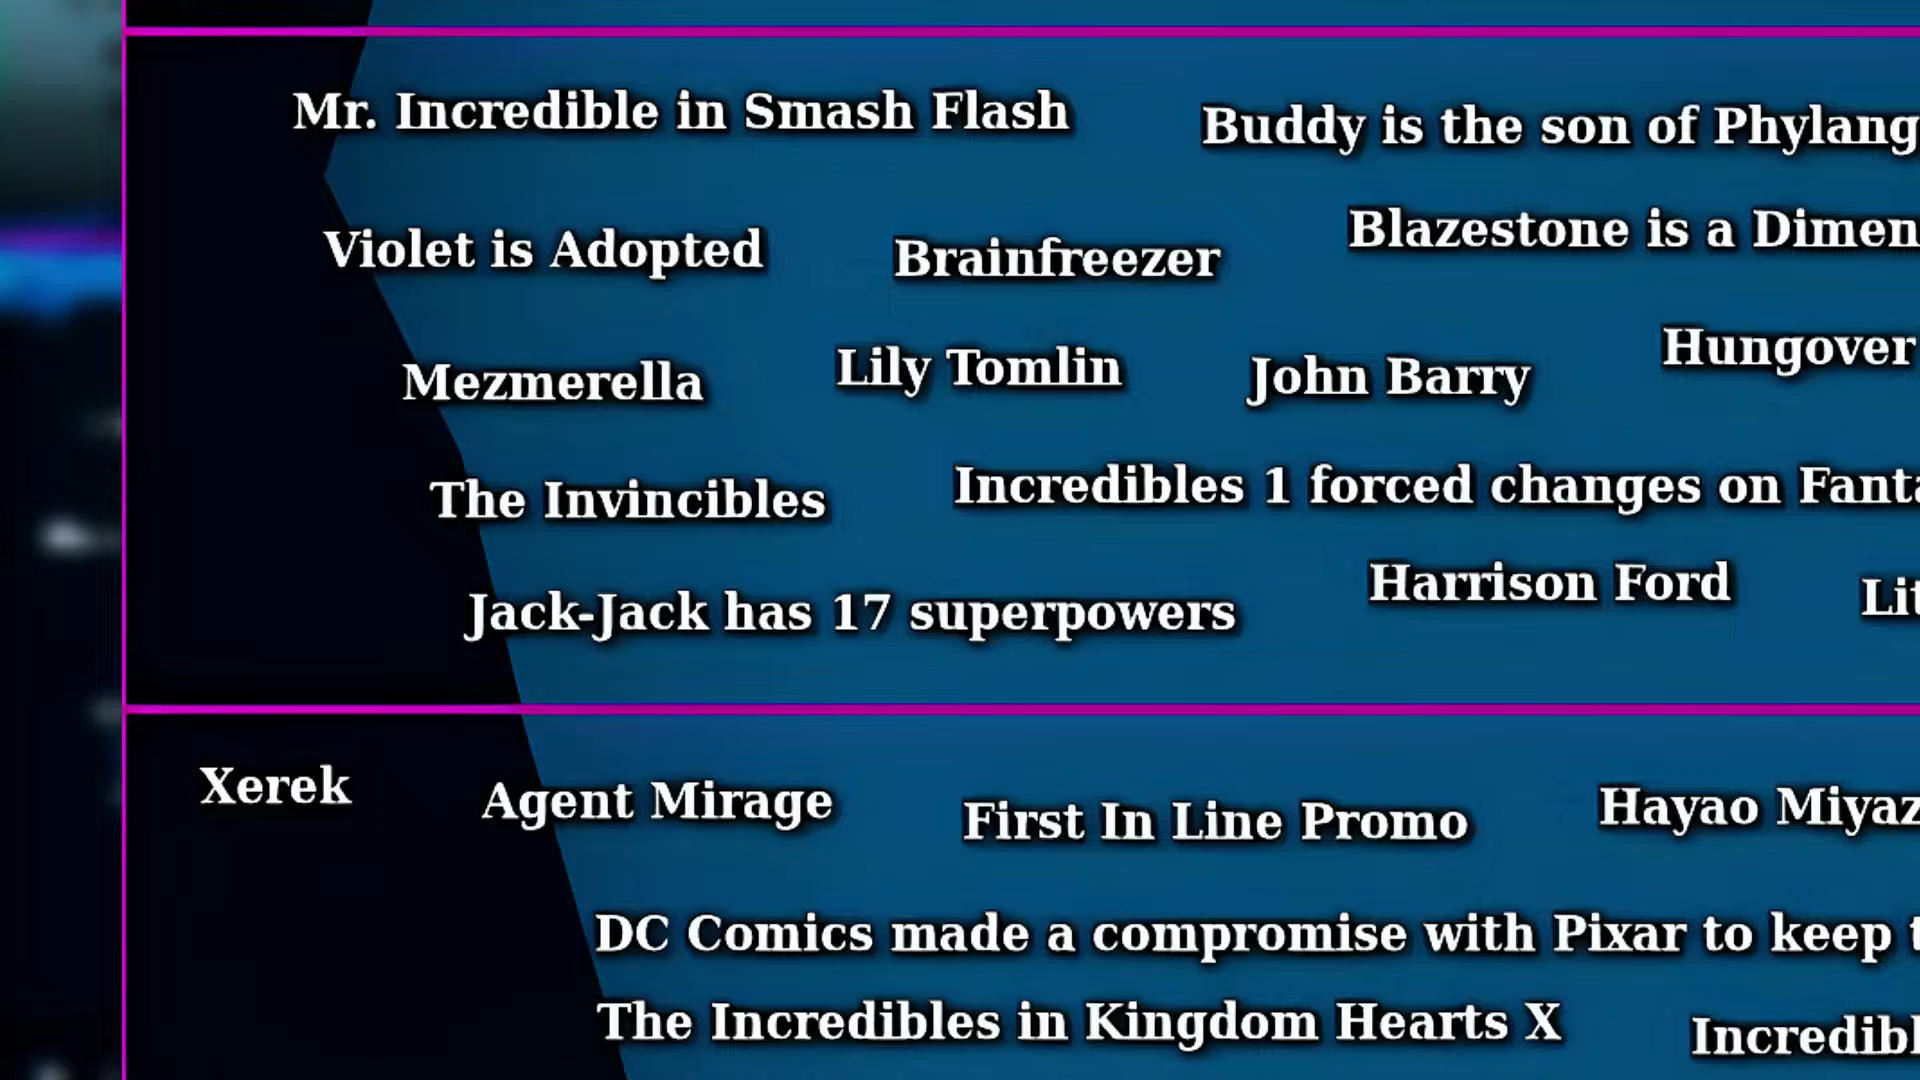 Mr. Incredible in Smash Flash
Buddy is the son of Phylang
Violet is Adopted
Brainfreezer
Blazestone is a Dimen
Mezmerella
Lily Tomlin
John Barry
Hungover
The Invincibles
Incredibles 1 forced changes on Fanta
Jack-Jack has 17 superpowers
Harrison Ford
Lit
Xerek
Agent Mirage
First In Line Promo
Hayao Miyaz
DC Comics made a compromise with Pixar to keep t
The Incredibles in Kingdom Hearts X
Incredibl